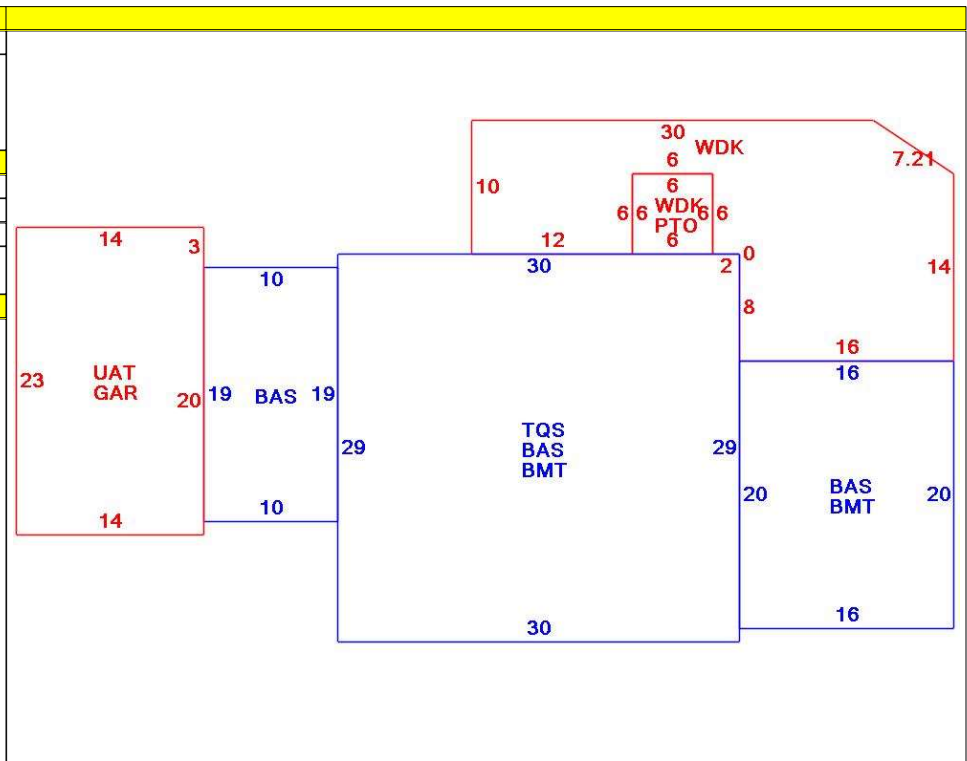 30
WDK
7.21
6
10
6
6 6 WDK 6 6
PTO
12 6
14 3
0
30 2
14
10
8
16
16
23 UAT
GAR
20 19 BAS 19
TQS
BAS
BMT
29 29
20 BAS
BMT
20
14
10
16
30